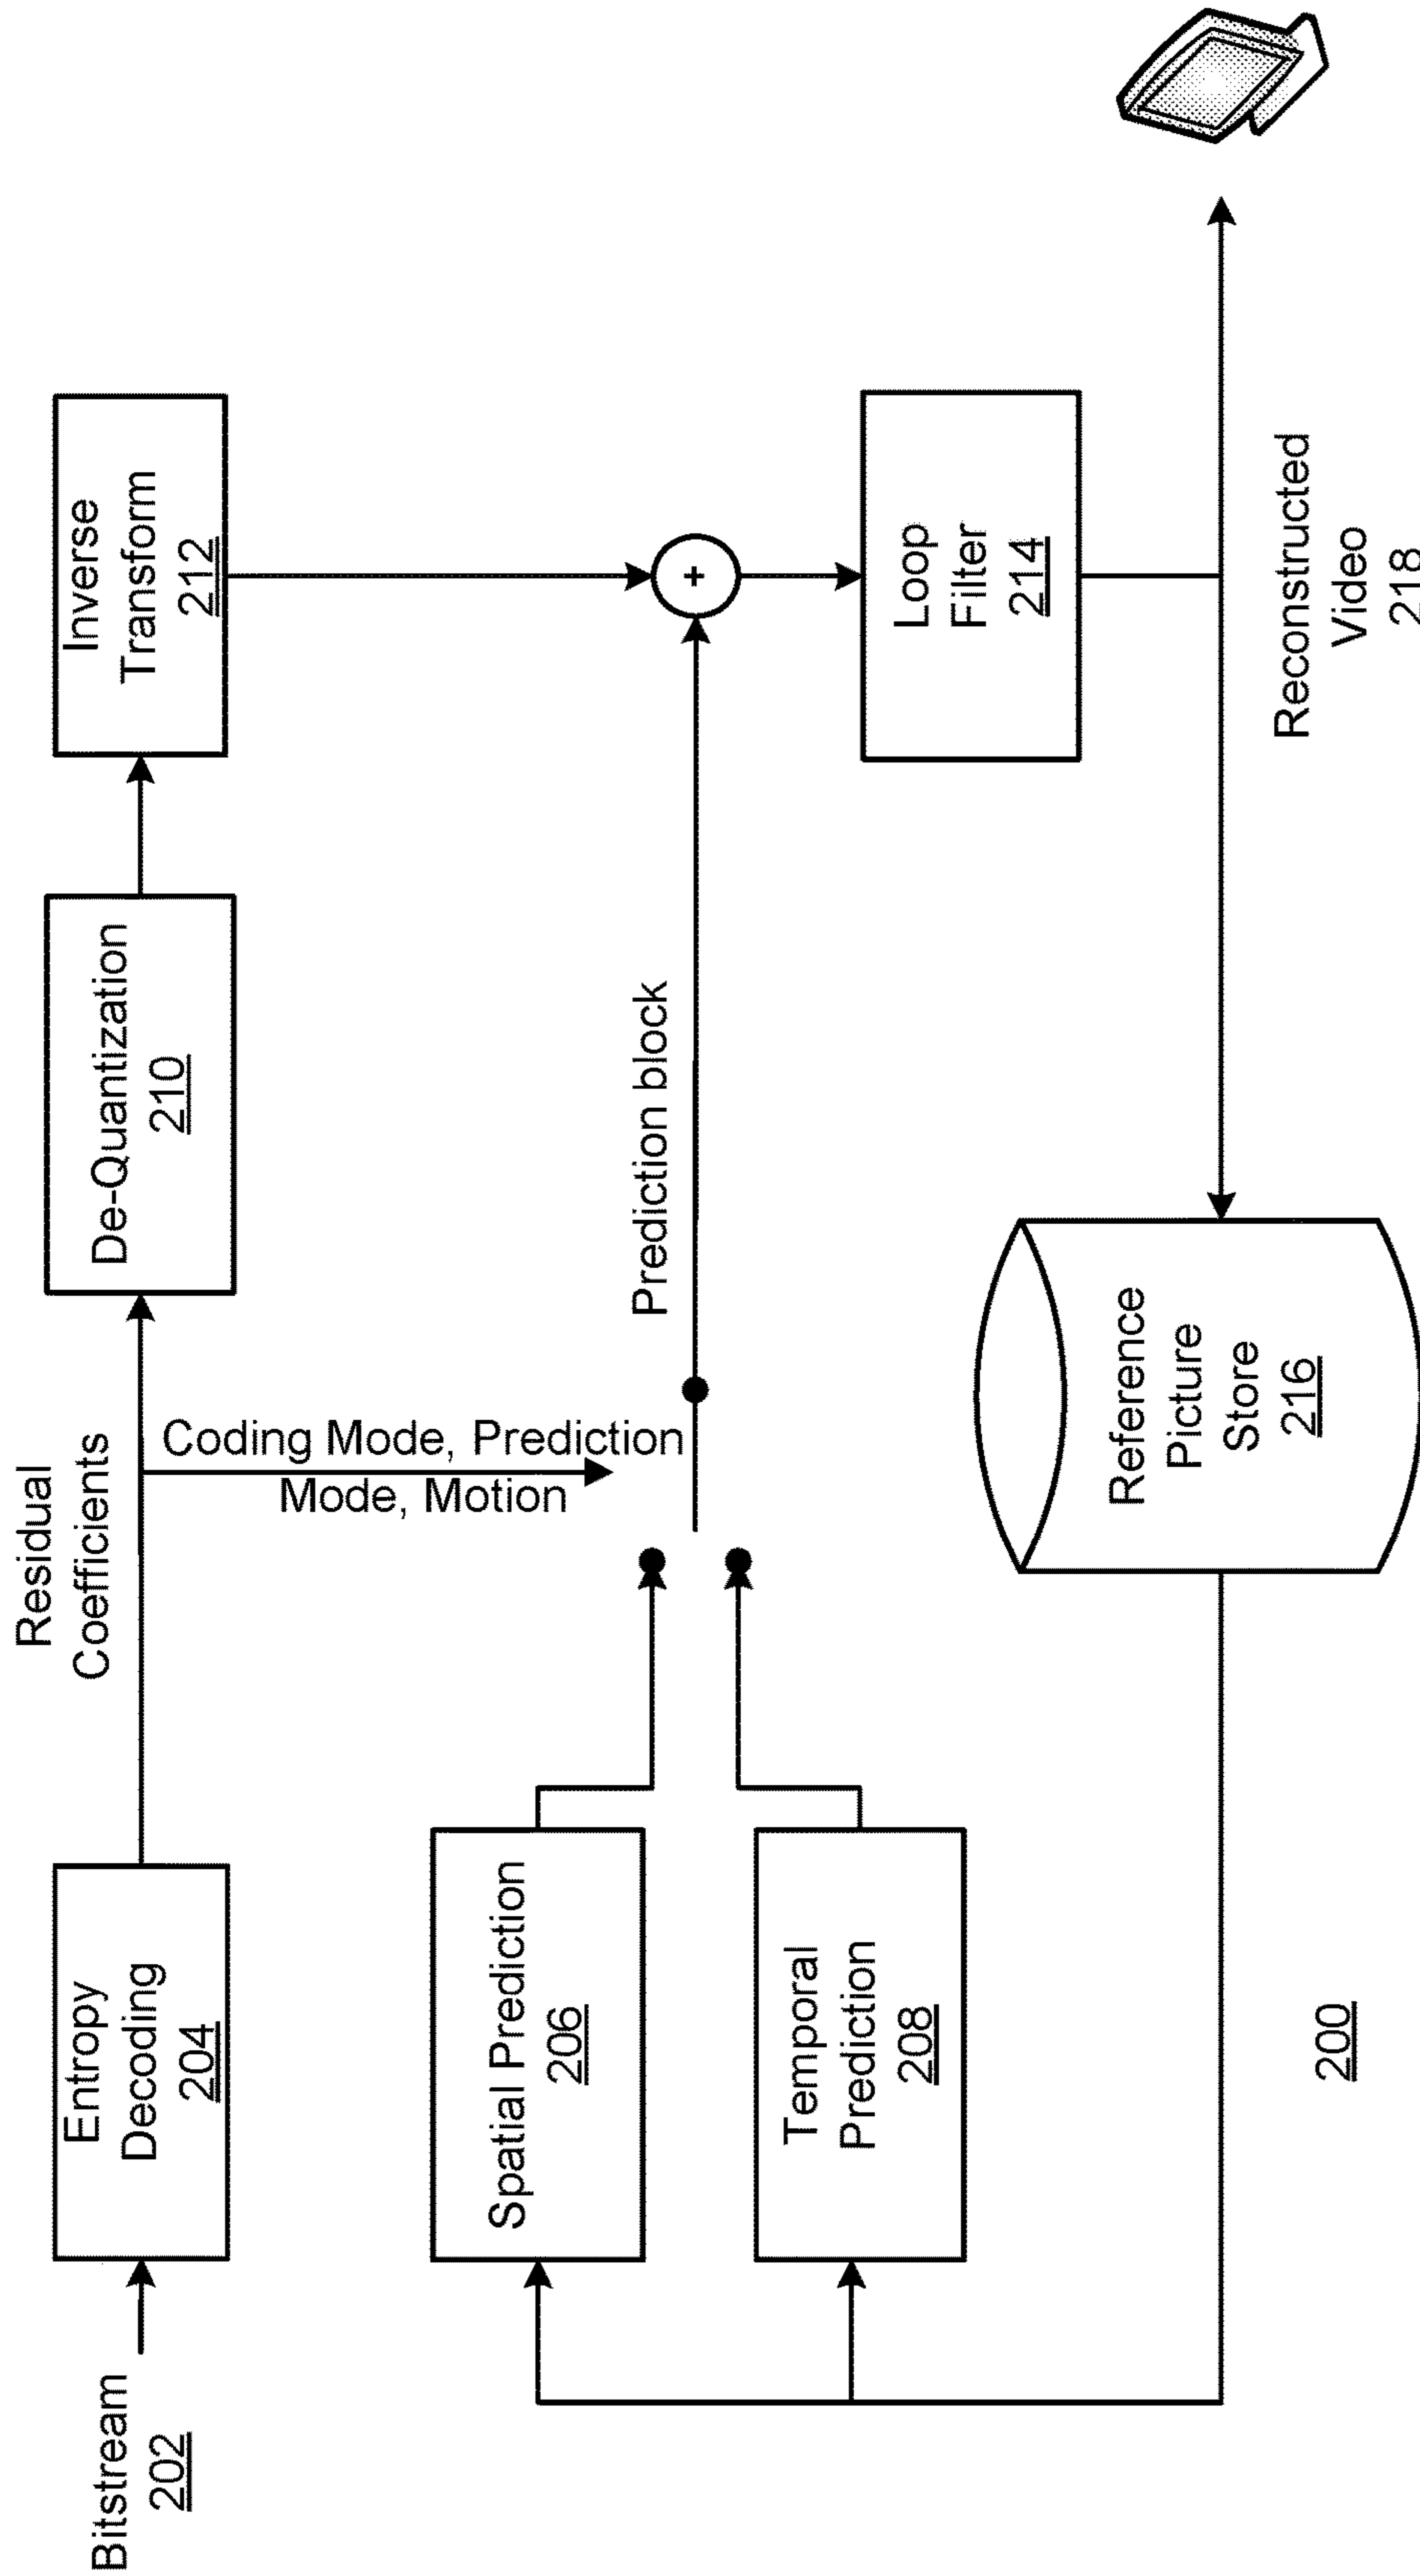 Bitstream
202
Entropy
Decoding
204
Residual
Coefficients
De-Quantization
210
Inverse
Transform
212
Coding Mode, Prediction
Mode, Motion
Spatial Prediction
206
Temporal
Prediction
208
Prediction block
+
Loop
Filter
214
Reference
Picture
Store
216
Reconstructed
Video
218
200